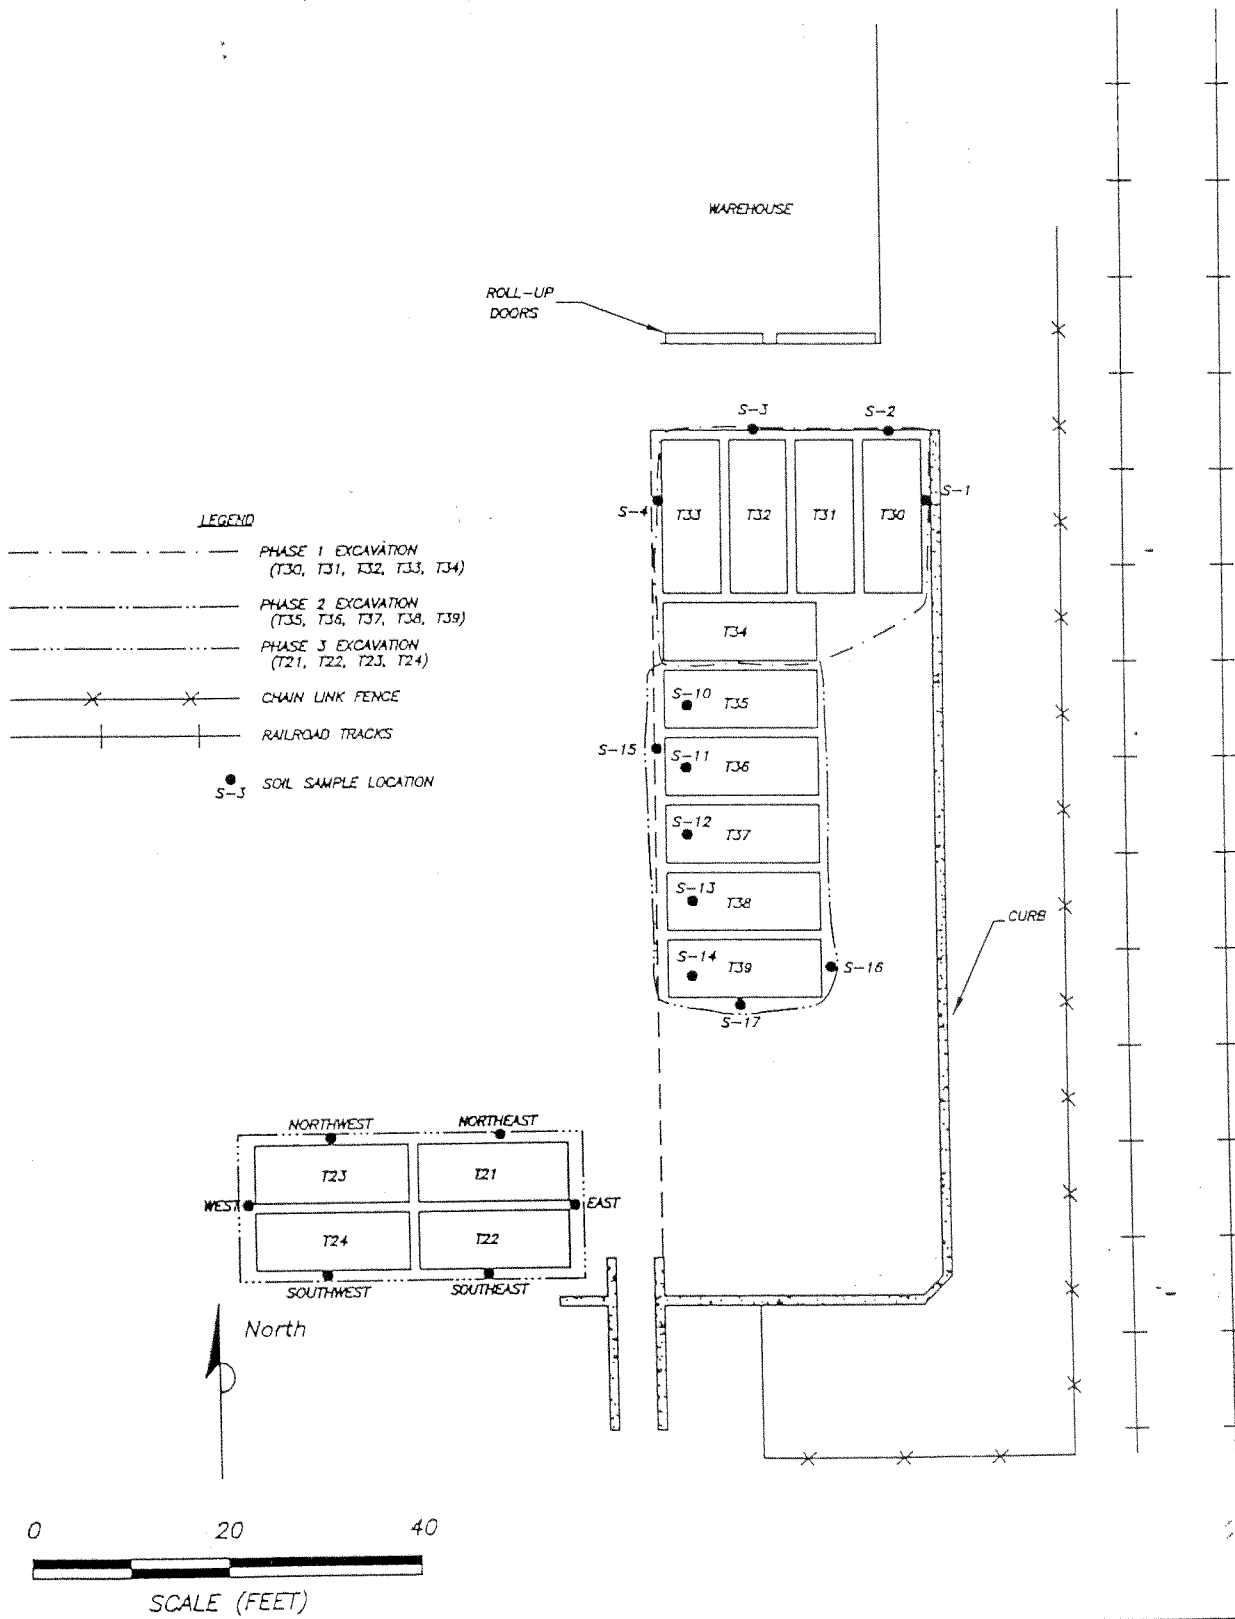 WAREHOUSE
ROLL-UP
DOORS
S-3
S-2
S-1
S-4
T33
T32
T31
T30
LEGEND
PHASE 1 EXCAVATION
(T30, T31, T32, T33, T34)
PHASE 2 EXCAVATION
(T35, T36, T37, T38, T39)
PHASE 3 EXCAVATION
(T21, T22, T23, T24)
CHAIN LINK FENCE
RAILROAD TRACKS
S-3
SOIL SAMPLE LOCATION
T34
S-10
T35
S-15
S-11
T36
S-12
T37
S-13
T38
CURB
S-14
T39
S-16
S-17
NORTHWEST
NORTHEAST
T23
T21
WEST
EAST
T24
T22
SOUTHWEST
SOUTHEAST
North
0 20 40
SCALE (FEET)